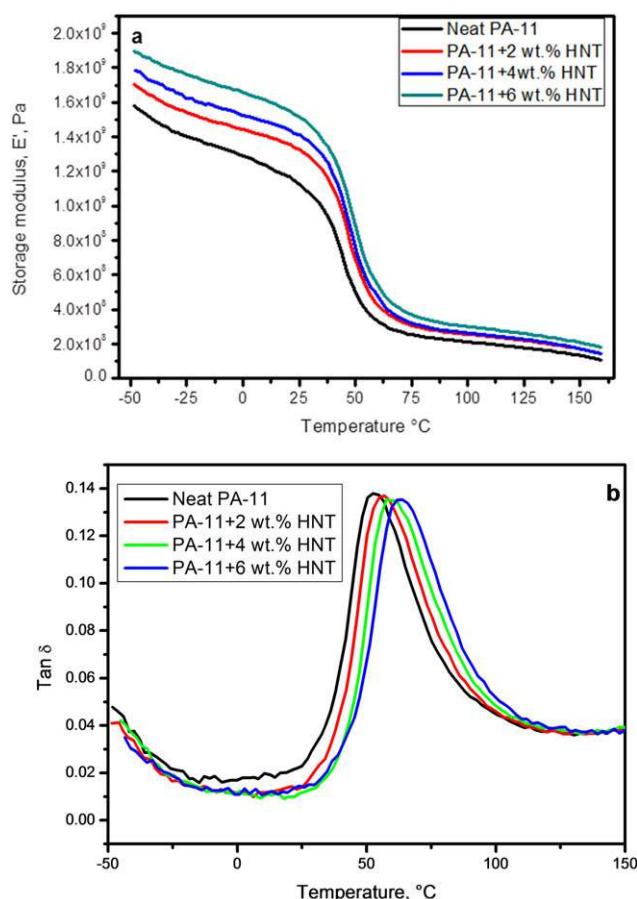 a
Neat PA-11
PA-11+2 wt.% HNT
PA-11+4wt.% HNT
PA-11+6 wt.% HNT
Storage modulus, E', Pa
2.0x10⁹
1.8x10⁹
1.6x10⁹
1.4x10⁹
1.2x10⁹
1.0x10⁹
8.0x10⁸
6.0x10⁸
4.0x10⁸
2.0x10⁸
0.0
-50 -25 0 25 50 75 100 125 150
Temperature °C
b
Neat PA-11
PA-11+2 wt.% HNT
PA-11+4 wt.% HNT
PA-11+6 wt.% HNT
Tan δ
0.14
0.12
0.10
0.08
0.06
0.04
0.02
0.00
-50 0 50 100 150
Temperature, °C